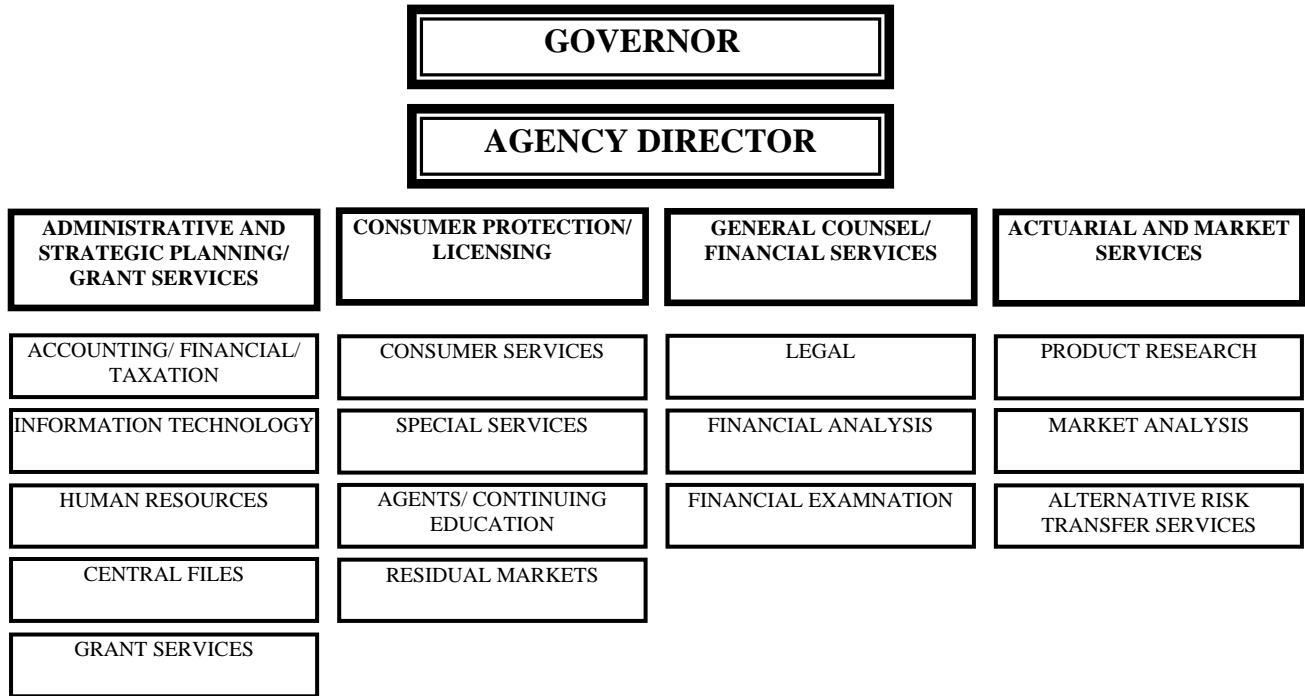 GOVERNOR
AGENCY DIRECTOR
ADMINISTRATIVE AND
STRATEGIC PLANNING/
GRANT SERVICES
ACCOUNTING/ FINANCIAL/
TAXATION
INFORMATION TECHNOLOGY
HUMAN RESOURCES
CENTRAL FILES
GRANT SERVICES
CONSUMER PROTECTION/
LICENSING
CONSUMER SERVICES
SPECIAL SERVICES
AGENTS/ CONTINUING
EDUCATION
RESIDUAL MARKETS
GENERAL COUNSEL/
FINANCIAL SERVICES
LEGAL
FINANCIAL ANALYSIS
FINANCIAL EXAMNATION
ACTUARIAL AND MARKET
SERVICES
PRODUCT RESEARCH
MARKET ANALYSIS
ALTERNATIVE RISK
TRANSFER SERVICES